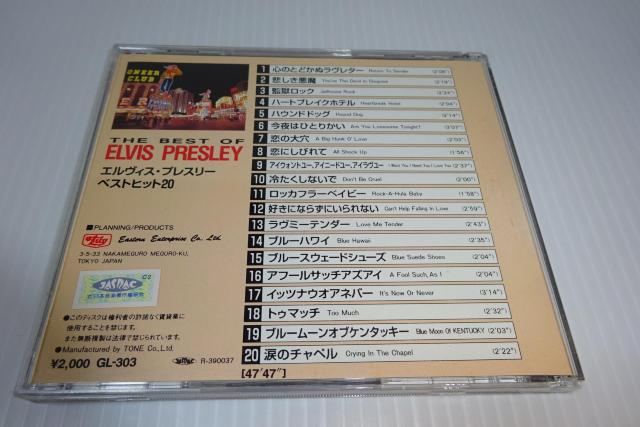 ONEER
CLUB
THE BEST OF
ELVIS PRESLEY
エルヴィス・プレスリー
ベストヒット20
■PLANNING/PRODUCTS
Lily Eastern Enterprise Co., Ltd.
3-5-33 NAKAMEGURO MEGURO-KU,
TOKYO JAPAN
JASRAC
●このディスクは権利者の許諾なく賃貸業に
使用することを禁じます。
また無断複製は法律で禁じられています。
●Manufactured by TONE Co., Ltd.
¥2,000 GL-303
JASRAC R-390037
1 心のとどかぬラヴレター Return To Sender (2'06")
2 悲しき悪魔 You're The Devil In Disguise (2'19")
3 監獄ロック Jailhouse Rock (2'24")
4 ハートブレイクホテル Heartbreak Hotel (2'04")
5 ハウンドドッグ Hound Dog (2'14")
6 今夜はひとりかい Are You Lonesome Tonight? (3'07")
7 恋の大穴 A Big Hunk O' Love (2'03")
8 恋にしびれて All Shock Up (1'56")
9 アイウォントユー、アイニードユー、アイラヴユー I Want You I Need You I Love You (2'37")
10 冷たくしないで Don't Be Cruel (2'00")
11 ロッカフラーベイビー Rock-A-Hula Baby (1'58")
12 好きにならずにいられない Can't Help Falling In Love (2'59")
13 ラヴミーテンダー Love Me Tender (2'43")
14 ブルーハワイ Blue Hawaii (2'35")
15 ブルースウェードシューズ Blue Suede Shoes (2'04")
16 アフールサッチアズアイ A Fool Such, As I (2'04")
17 イッツナウオアネバー It's Now Or Never (3'14")
18 トゥマッチ Too Much (2'32")
19 ブルームーンオブケンタッキー Blue Moon Of KENTUCKY (2'03")
20 涙のチャペル Crying In The Chapel (2'22")
[47'47"]